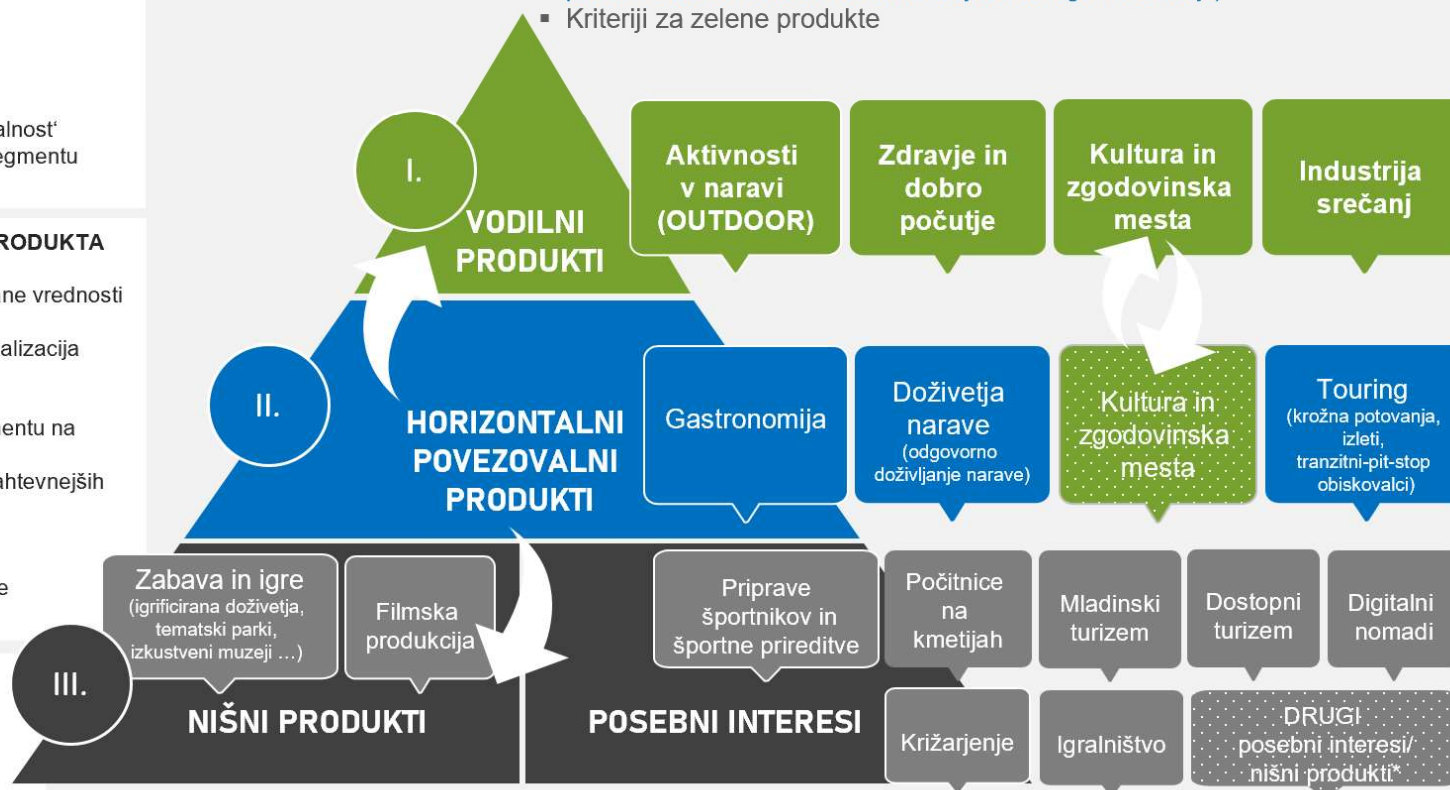 ▪ Kriteriji za zelene produkte
alnost‘
egmentu
RODUKTA
ne vrednosti
alizacija
mentu na
ahtevnejših
e
I.
VODILNI
PRODUKTI
Aktivnosti
v naravi
(OUTDOOR)
Zdravje in
dobro
počutje
Kultura in
zgodovinska
mesta
Industrija
srečanj
II.
HORIZONTALNI
POVEZOVALNI
PRODUKTI
Gastronomija
Doživetja
narave
(odgovorno
doživljanje narave)
Kultura in
zgodovinska
mesta
Touring
(krožna potovanja,
izleti,
tranzitni-pit-stop
obiskovalci)
III.
Zabava in igre
(igrificirana doživetja,
tematski parki,
izkustveni muzeji ...)
Filmska
produkcija
NIŠNI PRODUKTI
Priprave
športnikov in
športne prireditve
POSEBNI INTERESI
Počitnice
na
kmetijah
Mladinski
turizem
Dostopni
turizem
Digitalni
nomadi
Križarjenje
Igralništvo
DRUGI
posebni interesi/
nišni produkti*